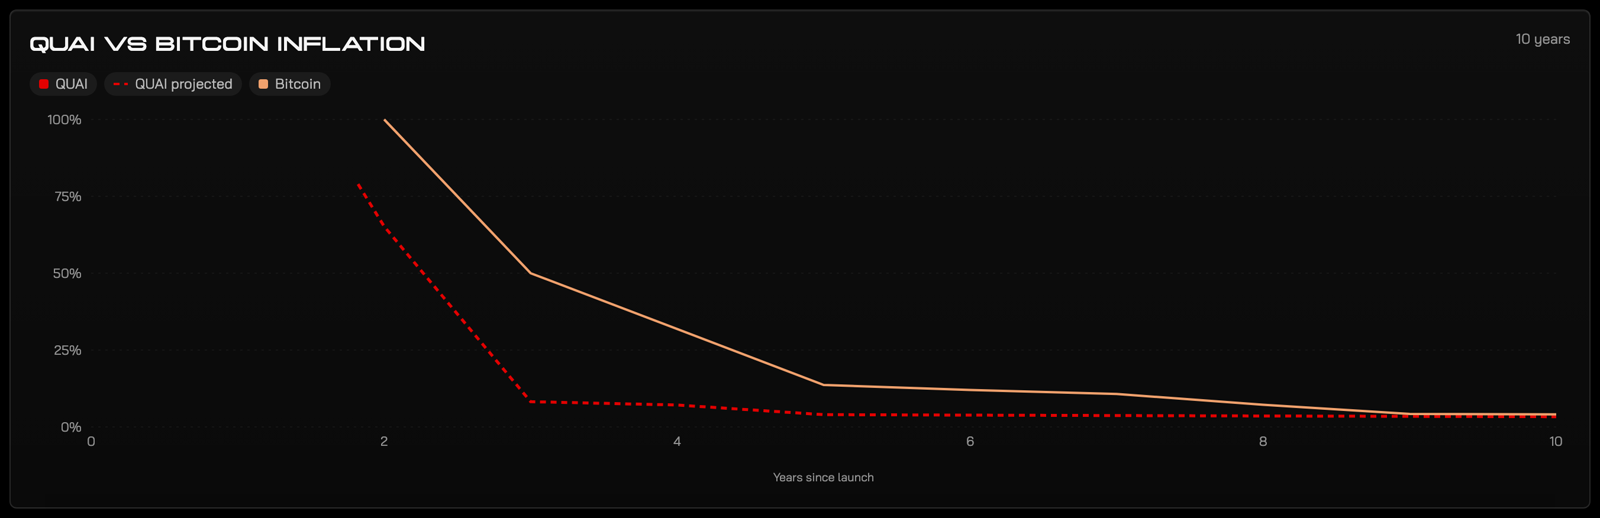 QUAI VS BITCOIN INFLATION
10 years
QUAI
QUAI projected
Bitcoin
100%
75%
50%
25%
0%
0 2 4 6 8 10
Years since launch